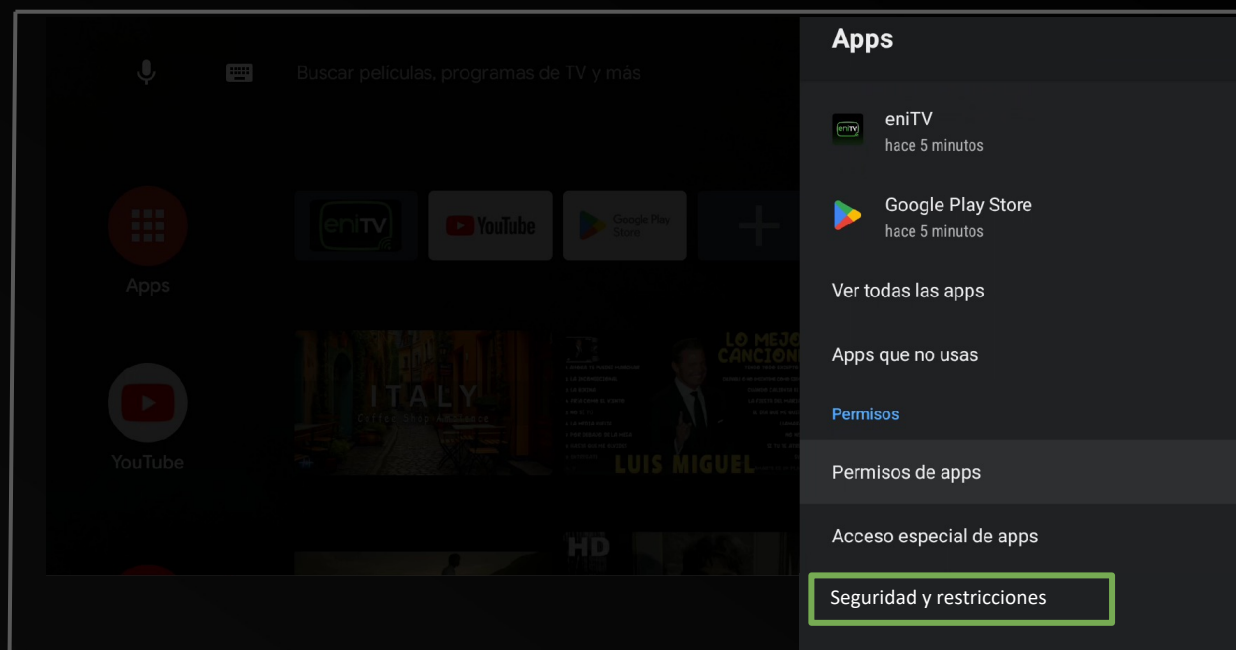 Buscar películas, programas de TV y más
Apps
eniTV
YouTube
Google Play
Store
ITALY
LO MEJO
CANCION
LUIS MIGUEL
YouTube
HD
Apps
eniTV
eniTV
hace 5 minutos
Google Play Store
hace 5 minutos
Ver todas las apps
Apps que no usas
Permisos
Permisos de apps
Acceso especial de apps
Seguridad y restricciones